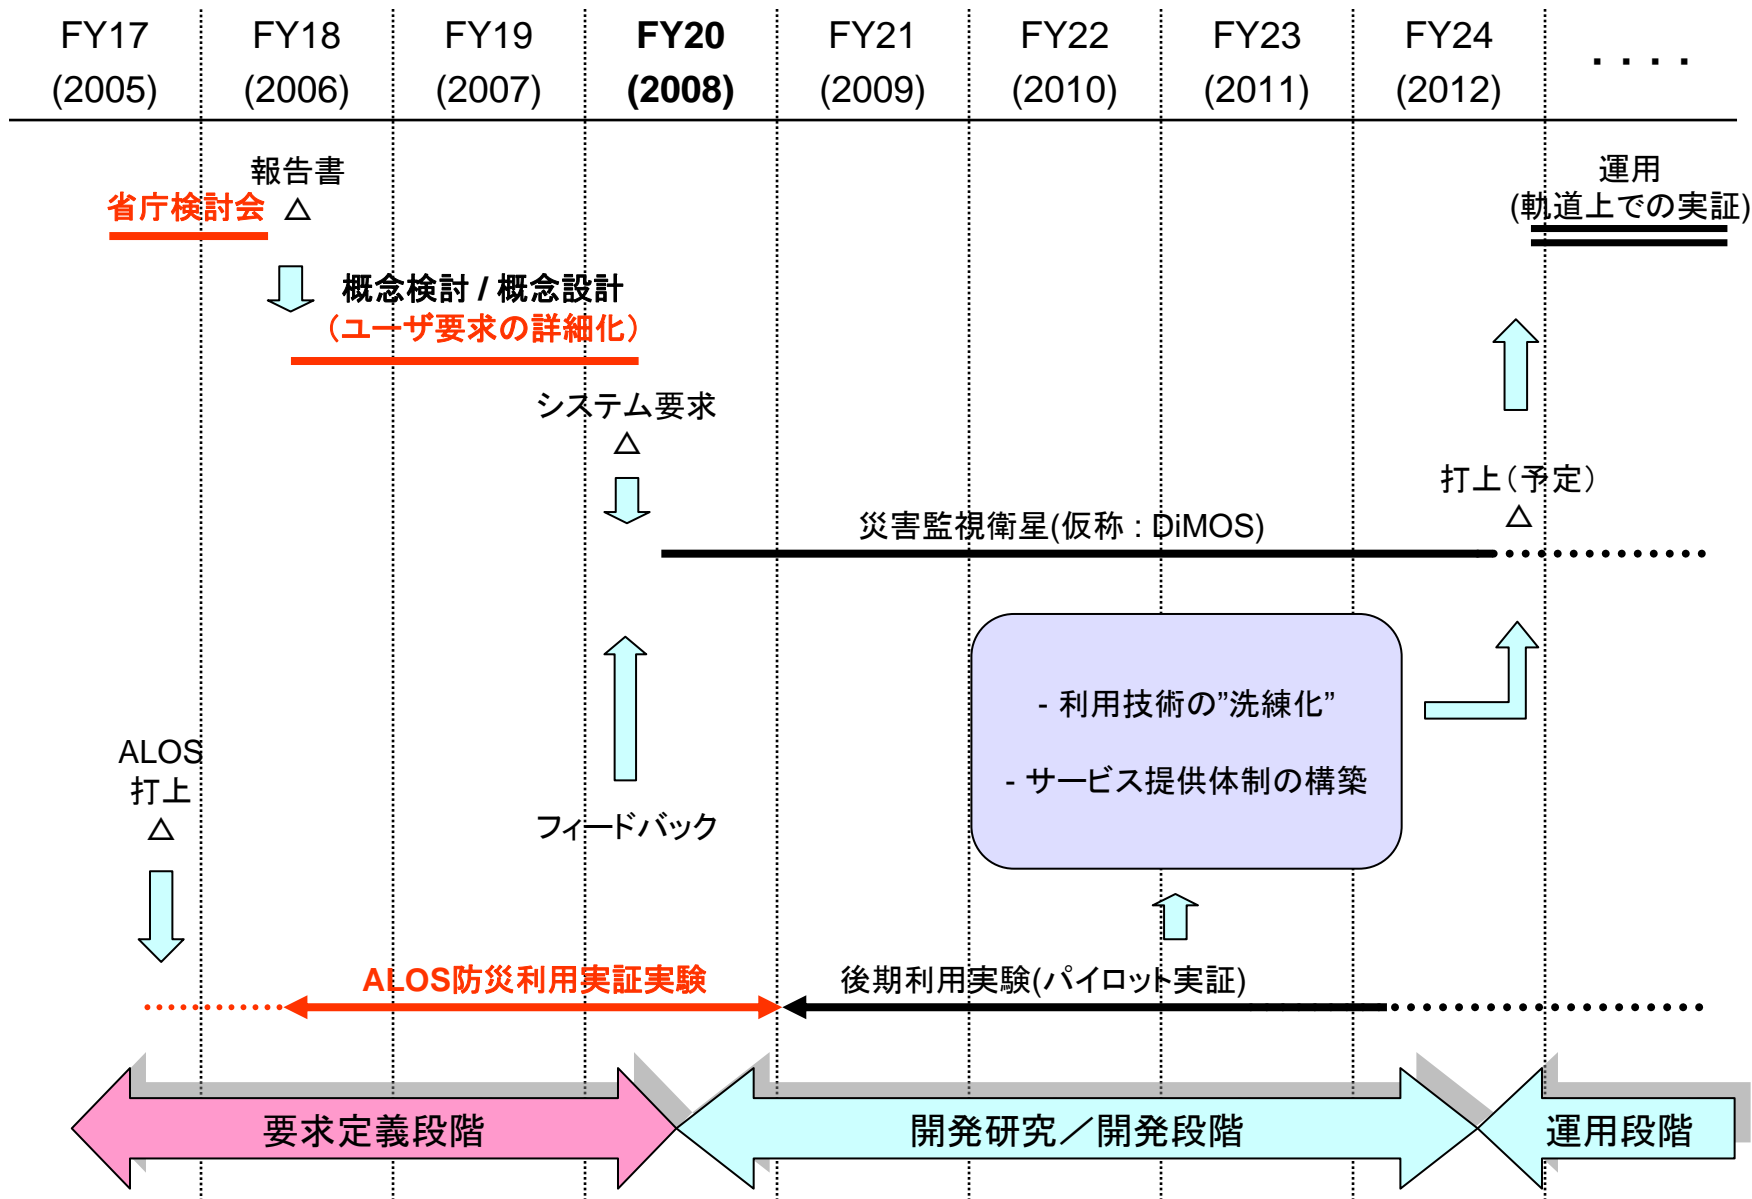 FY17 FY18 FY19 FY20 FY21 FY22 FY23 FY24 ....
(2005) (2006) (2007) (2008) (2009) (2010) (2011) (2012)
報告書
省庁検討会 △
運用
(軌道上での実証)
概念検討 / 概念設計
(ユーザ要求の詳細化)
システム要求
△
打上(予定)
△
災害監視衛星(仮称:DiMOS)
- 利用技術の”洗練化”
- サービス提供体制の構築
ALOS
打上
△
フィードバック
ALOS防災利用実証実験
後期利用実験(パイロット実証)
要求定義段階
開発研究/開発段階
運用段階